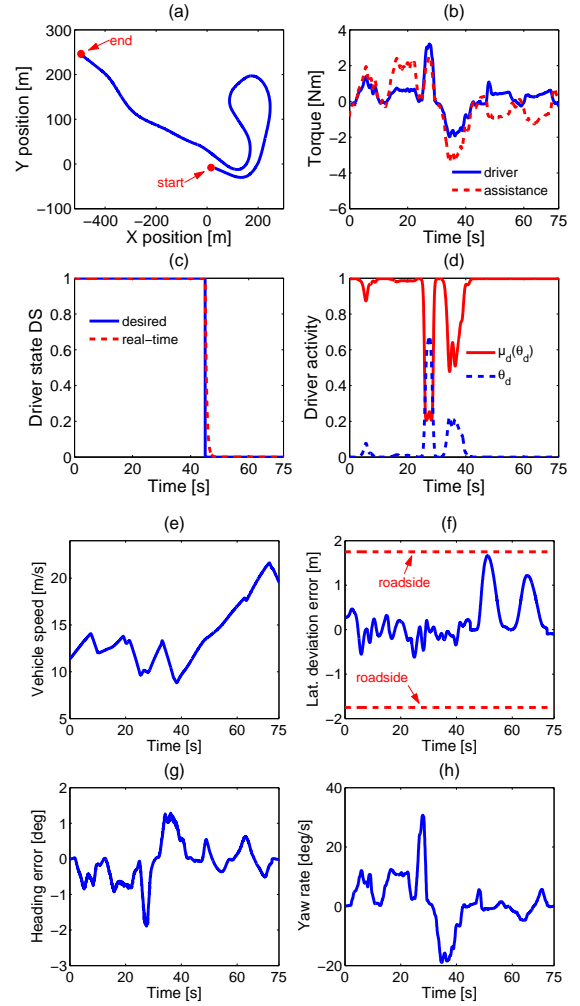 (a)
300
200
100
0
−100
−400
−200
0
200
Y position [m]
X position [m]
end
start
(b)
6
4
2
0
−2
−4
−6
0
20
40
60
75
Torque [Nm]
Time [s]
driver
assistance
(c)
1
0.8
0.6
0.4
0.2
0
0
20
40
60
75
Driver state DS
Time [s]
desired
real−time
(d)
1
0.8
0.6
0.4
0.2
0
0
20
40
60
75
Driver activity
Time [s]
μd(θd)
θd
(e)
20
15
10
5
0
20
40
60
75
Vehicle speed [m/s]
Time [s]
(f)
2
1
0
−1
−2
0
20
40
60
75
Lat. deviation error [m]
Time [s]
roadside
roadside
(g)
2
1
0
−1
−2
−3
0
20
40
60
75
Heading error [deg]
Time [s]
(h)
40
20
0
−20
0
20
40
60
75
Yaw rate [deg/s]
Time [s]